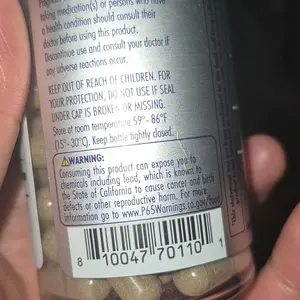 taking medication(s) or persons who have
a health condition should consult their
doctor before using this product.
Discontinue use and consult your doctor if
any adverse reactions occur.
KEEP OUT OF REACH OF CHILDREN. FOR
YOUR PROTECTION, DO NOT USE IF SEAL
UNDER CAP IS BROKEN OR MISSING.
Store at room temperature 59°- 86°F
(15°- 30°C). Keep bottle tightly closed.
⚠WARNING:
Consuming this product can expose you to
chemicals including lead, which is known to
the State of California to cause cancer and birth
defects or other reproductive harm. For more
information go to www.P65Warnings.ca.gov/food
8 10047 70110 1